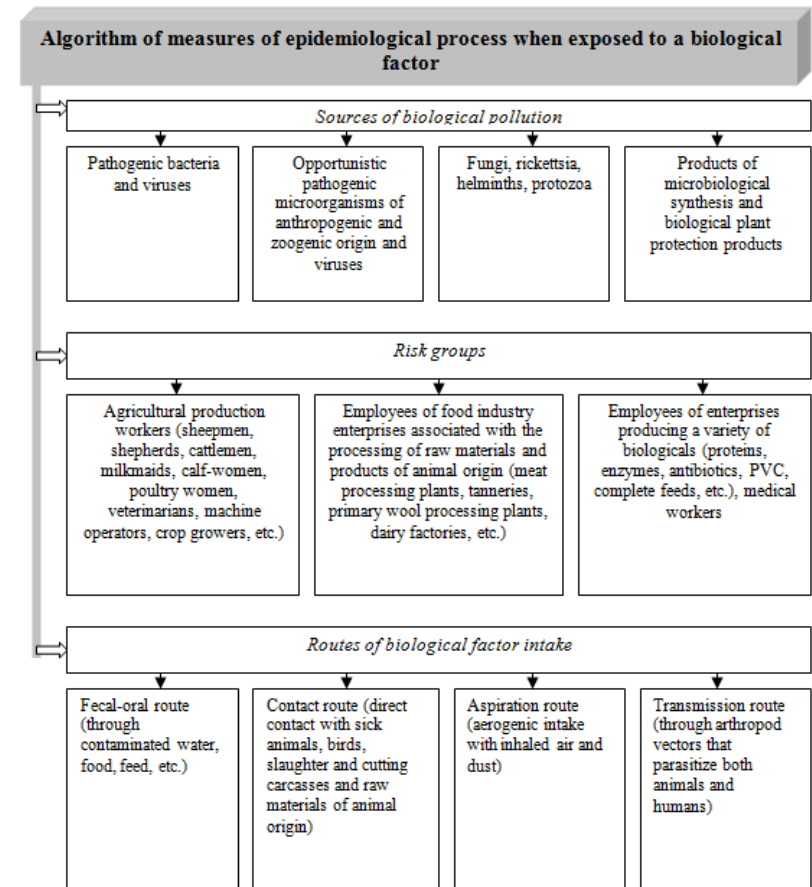 Algorithm of measures of epidemiological process when exposed to a biological
factor
Sources of biological pollution
Pathogenic bacteria
and viruses
Opportunistic
pathogenic
microorganisms of
anthropogenic and
zoogenic origin and
viruses
Fungi, rickettsia,
helminths, protozoa
Products of
microbiological
synthesis and
biological plant
protection products
Risk groups
Agricultural production
workers (sheepmen,
shepherds, cattlemen,
milkmaids, calf-women,
poultry women,
veterinarians, machine
operators, crop growers, etc.)
Employees of food industry
enterprises associated with the
processing of raw materials and
products of animal origin (meat
processing plants, tanneries,
primary wool processing plants,
dairy factories, etc.)
Employees of enterprises
producing a variety of
biologicals (proteins,
enzymes, antibiotics, PVC,
complete feeds, etc.), medical
workers
Routes of biological factor intake
Fecal-oral route
(through
contaminated water,
food, feed, etc.)
Contact route (direct
contact with sick
animals, birds,
slaughter and cutting
carcasses and raw
materials of animal
origin)
Aspiration route
(aerogenic intake
with inhaled air and
dust)
Transmission route
(through arthropod
vectors that
parasitize both
animals and
humans)